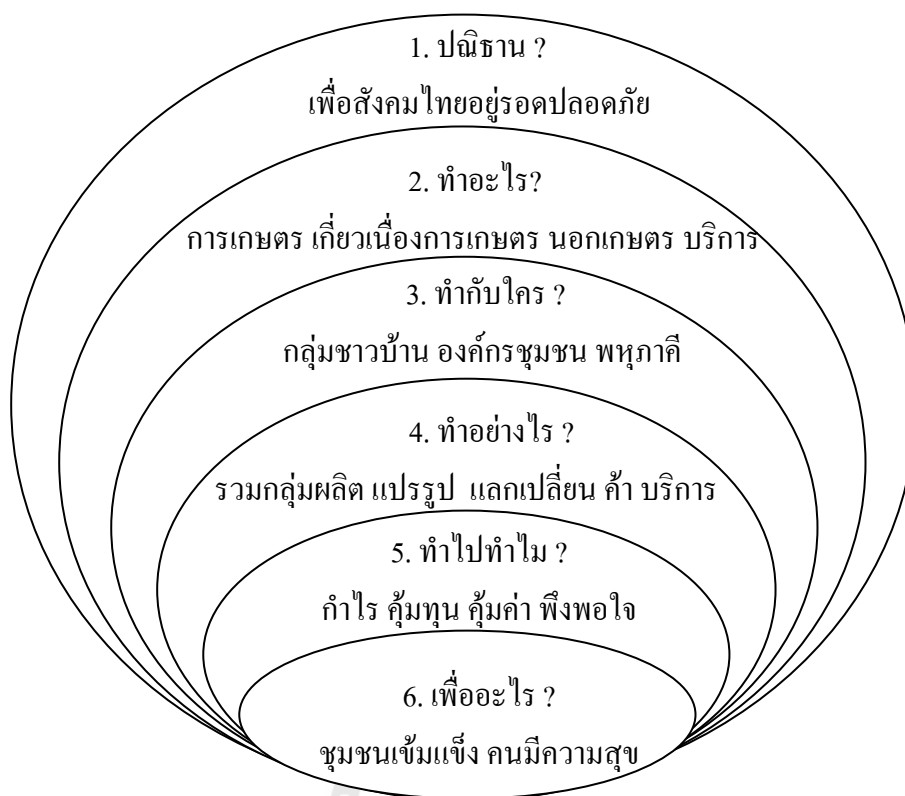 1. ปณิธาน ?
เพื่อสังคมไทยอยู่รอดปลอดภัย
2. ทำอะไร?
การเกษตร เกี่ยวเนื่องการเกษตร นอกเกษตร บริการ
3. ทำกับใคร ?
กลุ่มชาวบ้าน องค์กรชุมชน พหุภาคี
4. ทำอย่างไร ?
รวมกลุ่มผลิต แปรรูป แลกเปลี่ยน ค้า บริการ
5. ทำไปทำไม ?
กำไร คุ้มทุน คุ้มค่า พึงพอใจ
6. เพื่ออะไร ?
ชุมชนเข้มแข็ง คนมีความสุข